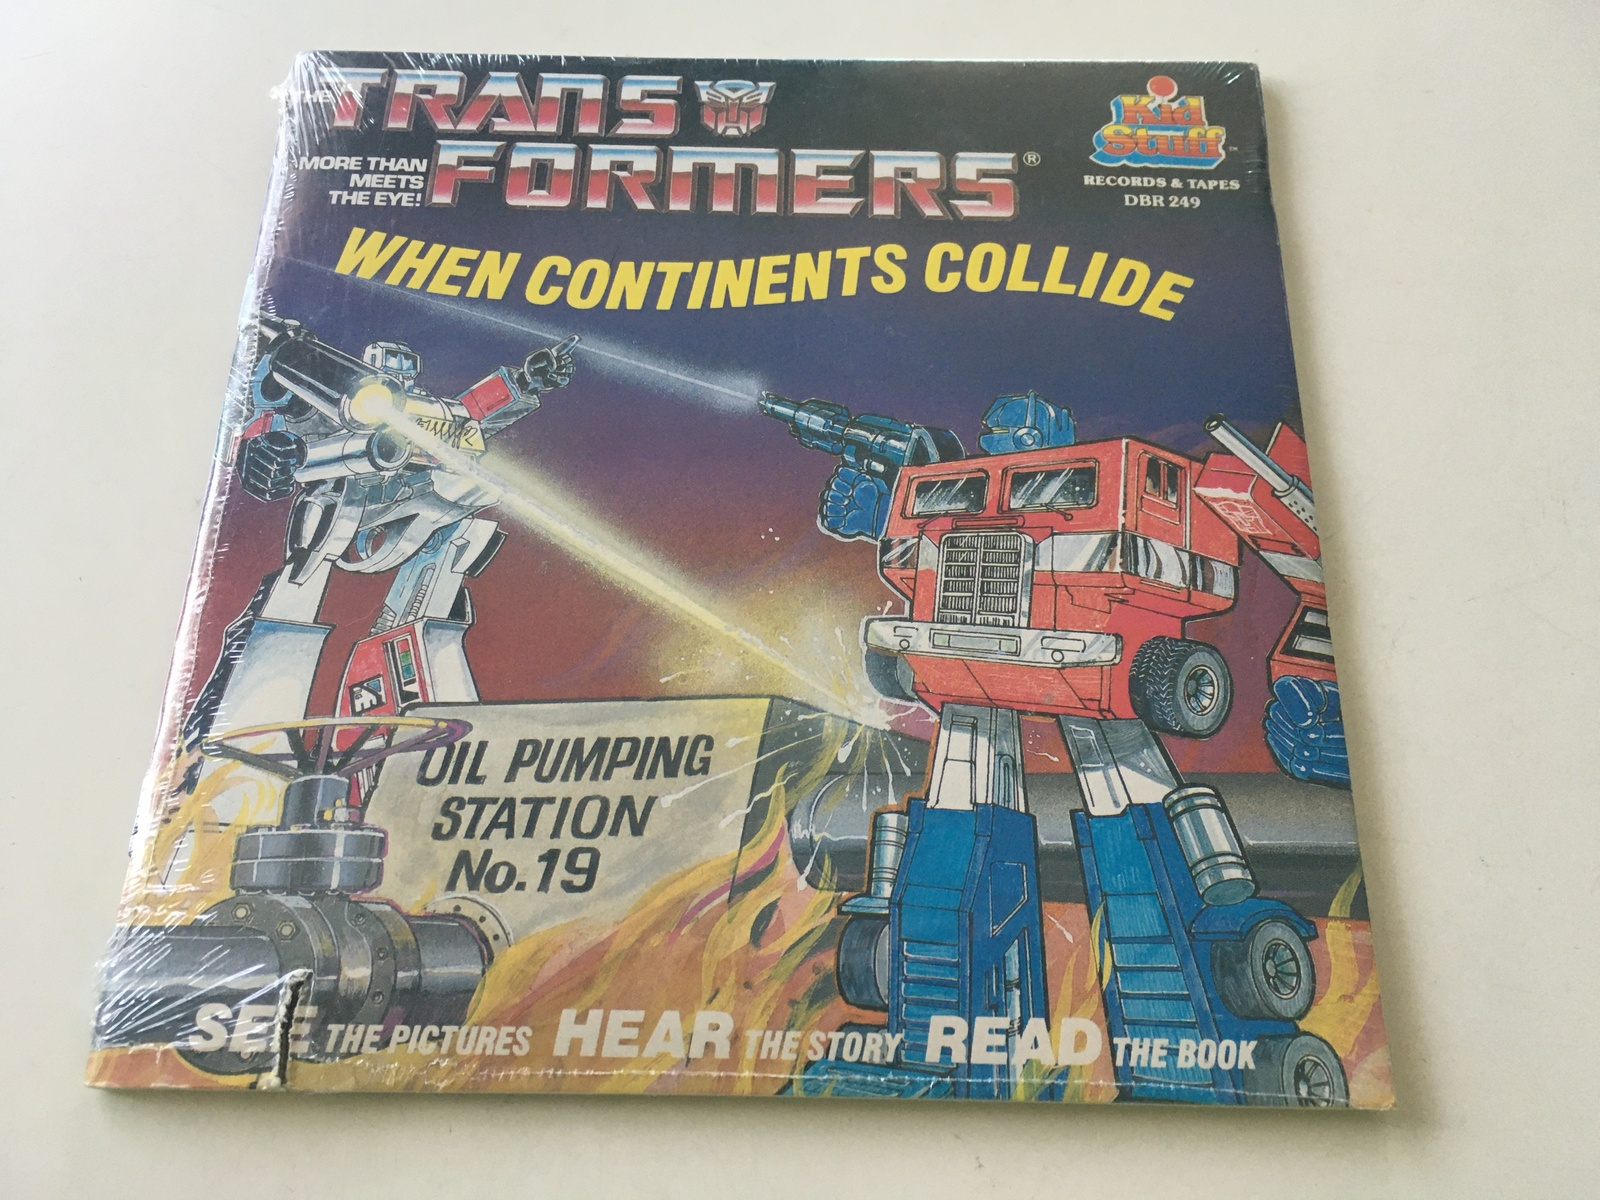 THE TRANS
FORMERS®
MORE THAN
MEETS
THE EYE!
Kid
Stuff™
RECORDS & TAPES
DBR 249
WHEN CONTINENTS COLLIDE
OIL PUMPING
STATION
No.19
SEE THE PICTURES HEAR THE STORY READ THE BOOK